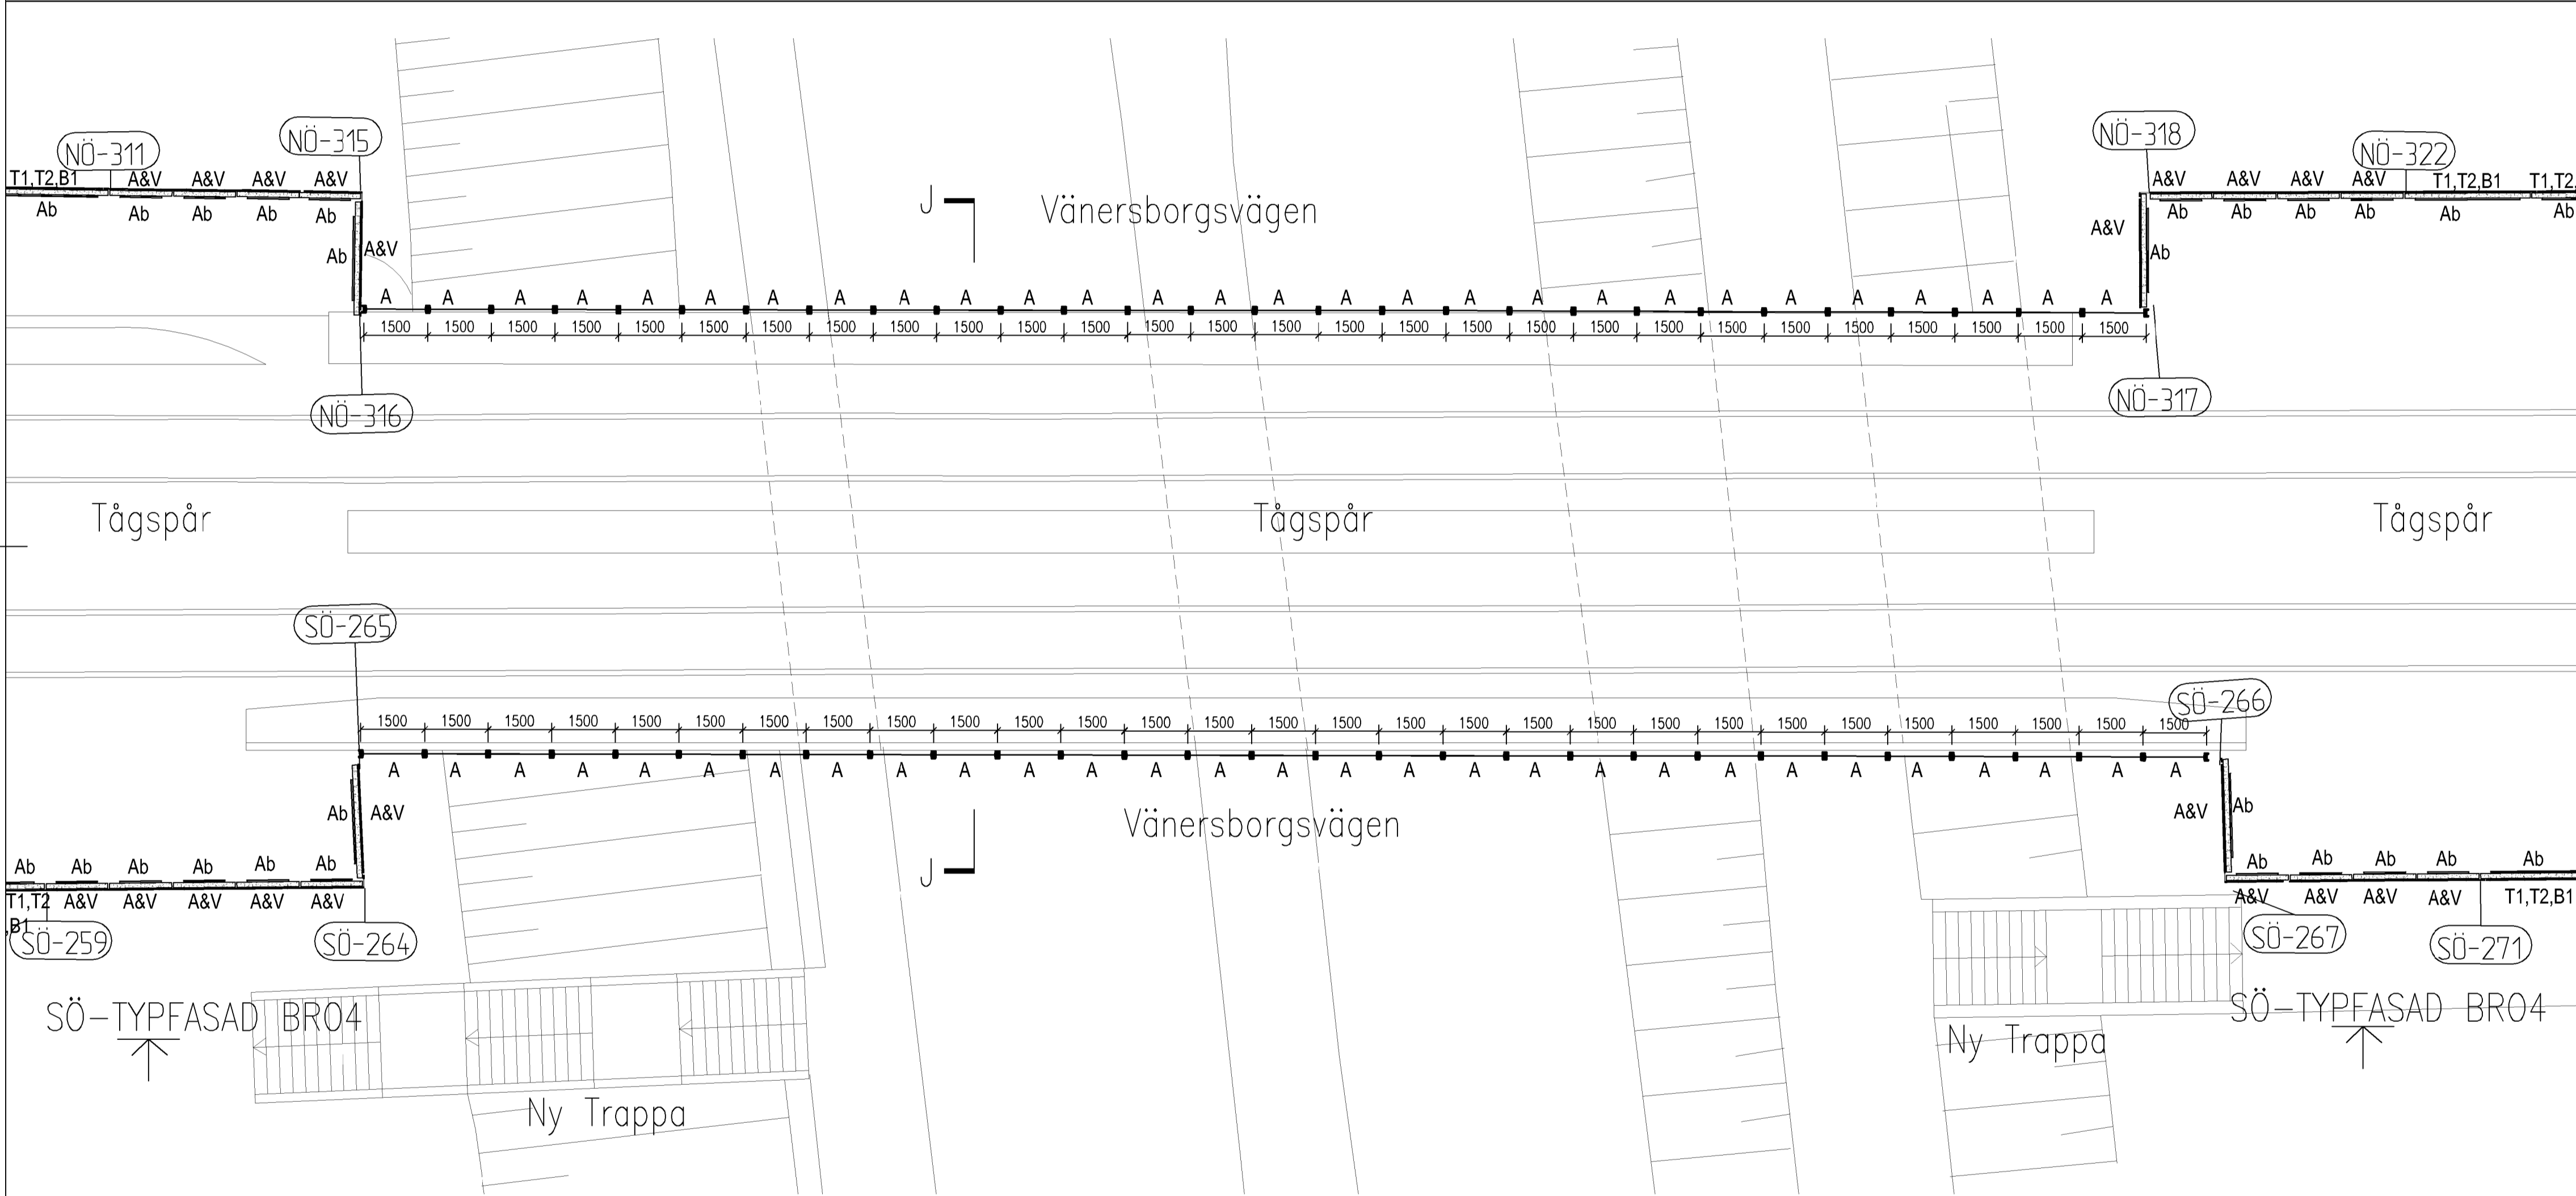 NÖ-311 NÖ-315 NÖ-318 NÖ-322
T1,T2,B1 A&V A&V A&V A&V A&V A&V A&V A&V T1,T2,B1 T1,T2,
Ab Ab Ab Ab Ab Ab Ab Ab Ab Ab Ab
J Vänersborgsvägen
Ab A&V A&V Ab
A A A A A A A A A A A A A A A A A A A A A A A A A A A A
1500 1500 1500 1500 1500 1500 1500 1500 1500 1500 1500 1500 1500 1500 1500 1500 1500 1500 1500 1500 1500 1500 1500 1500 1500 1500 1500 1500
NÖ-316 NÖ-317
Tågspår Tågspår Tågspår
SÖ-265 SÖ-266
1500 1500 1500 1500 1500 1500 1500 1500 1500 1500 1500 1500 1500 1500 1500 1500 1500 1500 1500 1500 1500 1500 1500 1500 1500 1500 1500 1500 1500
A A A A A A A A A A A A A A A A A A A A A A A A A A A A A
Ab A&V Vänersborgsvägen A&V Ab
J
Ab Ab Ab Ab Ab Ab Ab Ab Ab Ab Ab
T1,T2 A&V A&V A&V A&V A&V A&V A&V A&V A&V T1,T2,B1
,B1
SÖ-259 SÖ-264 SÖ-267 SÖ-271
SÖ-TYPFASAD BRO4 SÖ-TYPFASAD BRO4
Ny Trappa
Ny Trappa